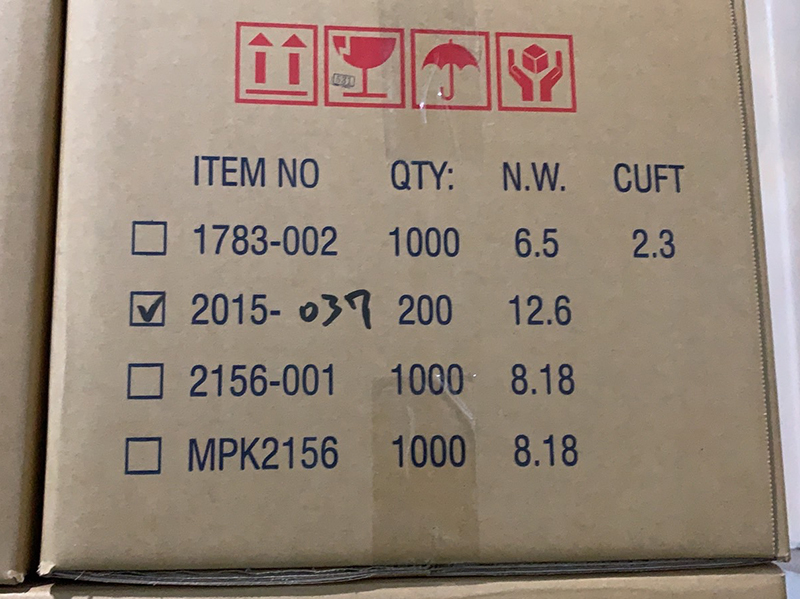 ITEM NO QTY: N.W. CUFT
1783-002 1000 6.5 2.3
2015- 037 200 12.6
2156-001 1000 8.18
MPK2156 1000 8.18